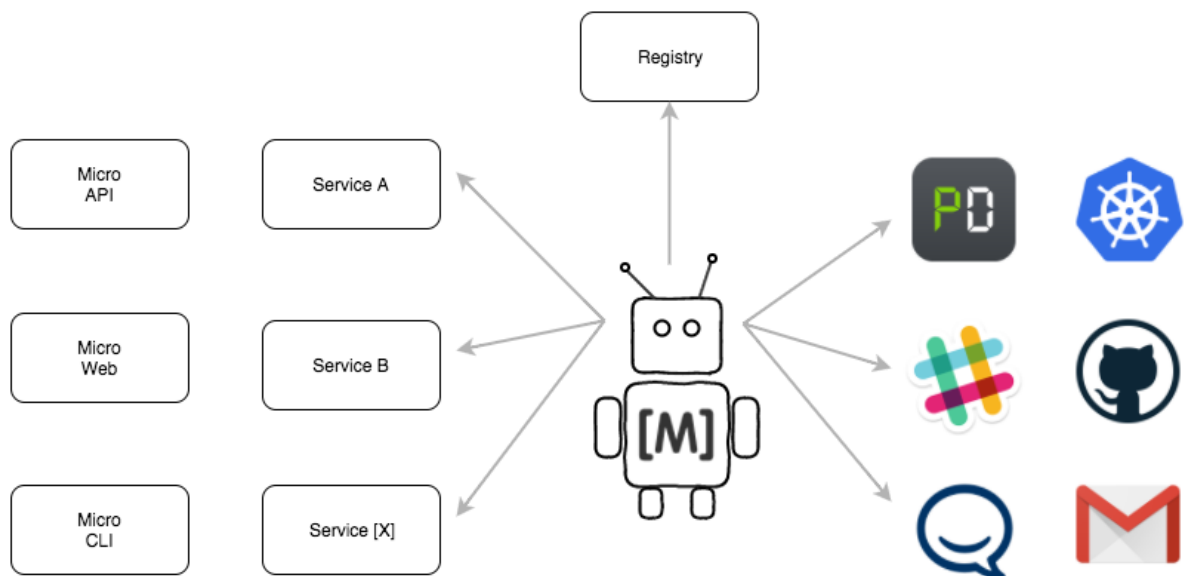 Registry
Micro
API
Service A
PD
Micro
Web
Service B
[M]
Micro
CLI
Service [X]